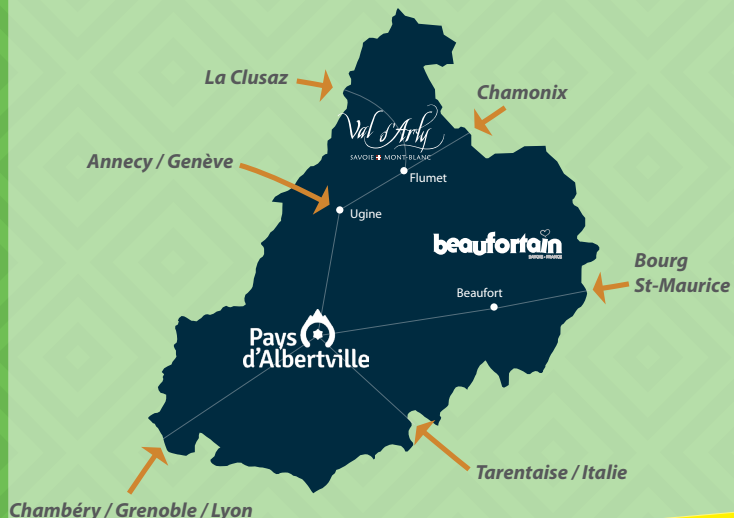 La Clusaz
Chamonix
Val d'Arly
SAVOIE MONT-BLANC
Annecy / Genève
Flumet
Ugine
beaufortain
SAVOIE - FRANCE
Bourg
St-Maurice
Beaufort
Pays
d'Albertville
Tarentaise / Italie
Chambéry / Grenoble / Lyon